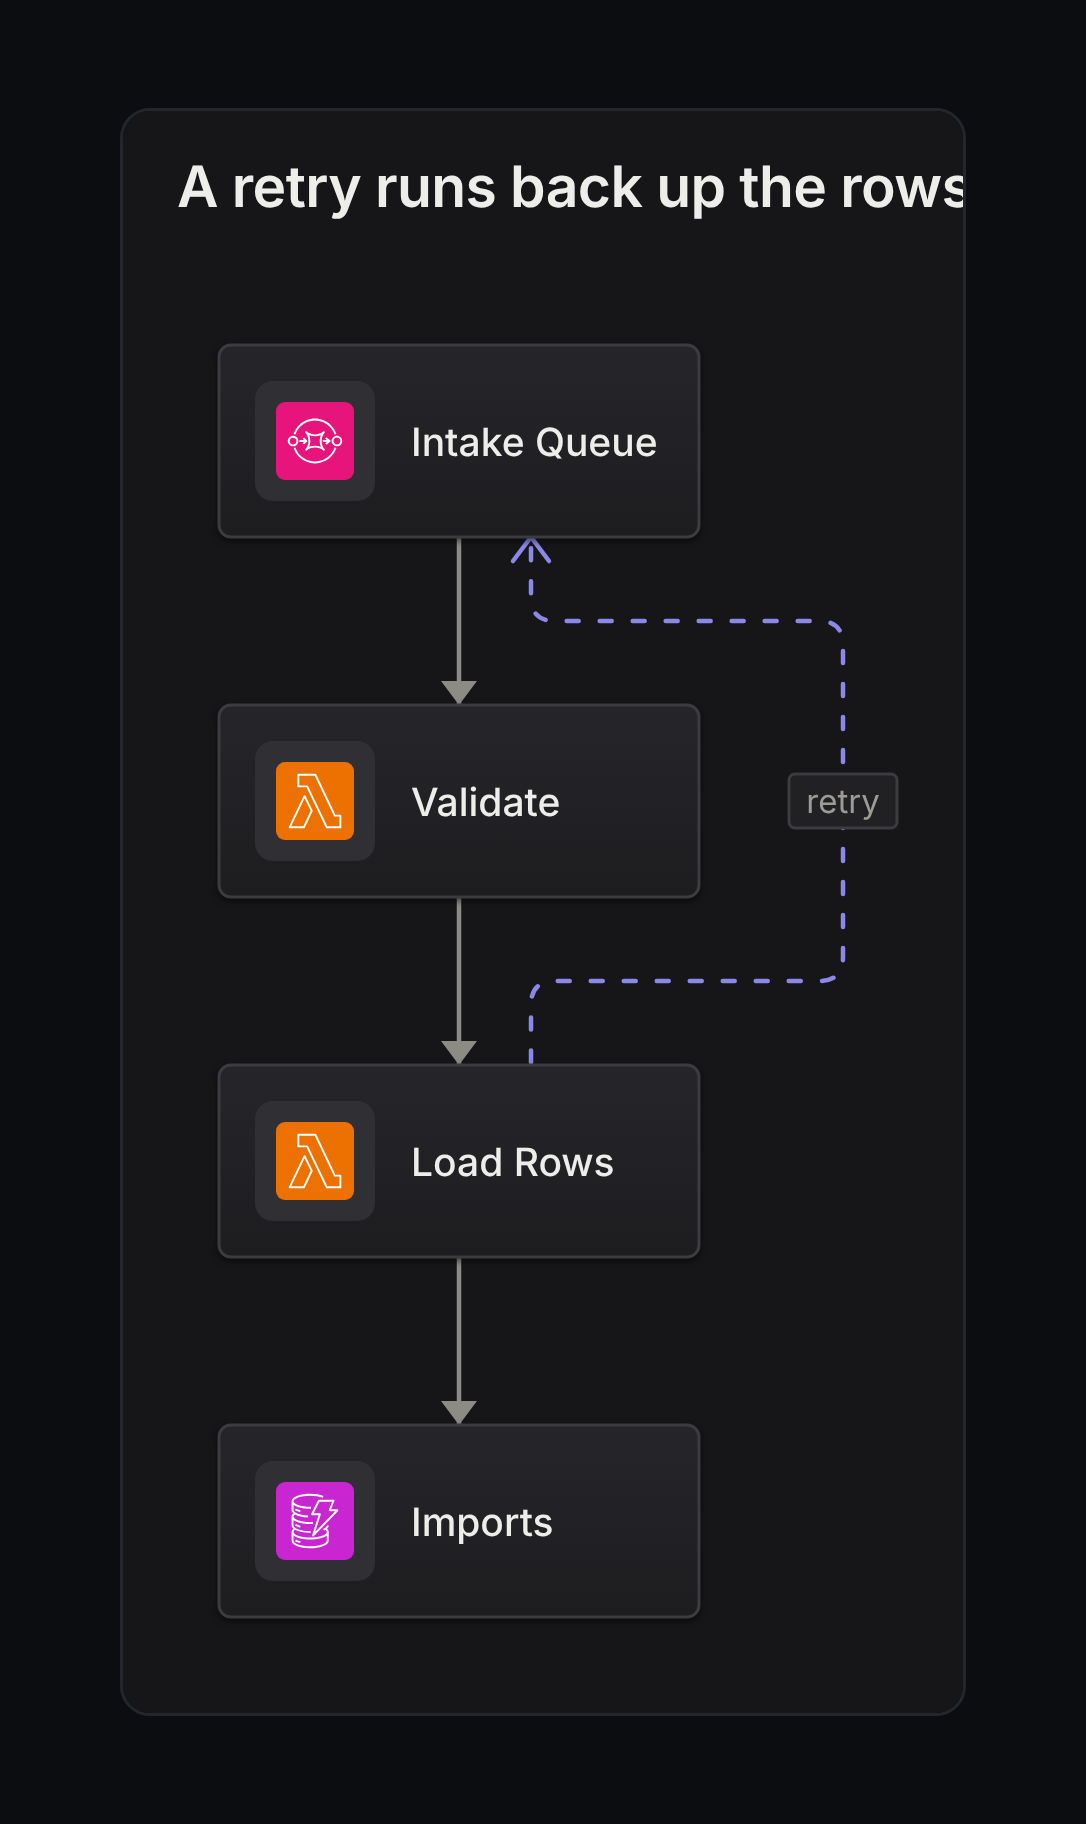 A retry runs back up the rows
Intake Queue
Validate
retry
Load Rows
Imports